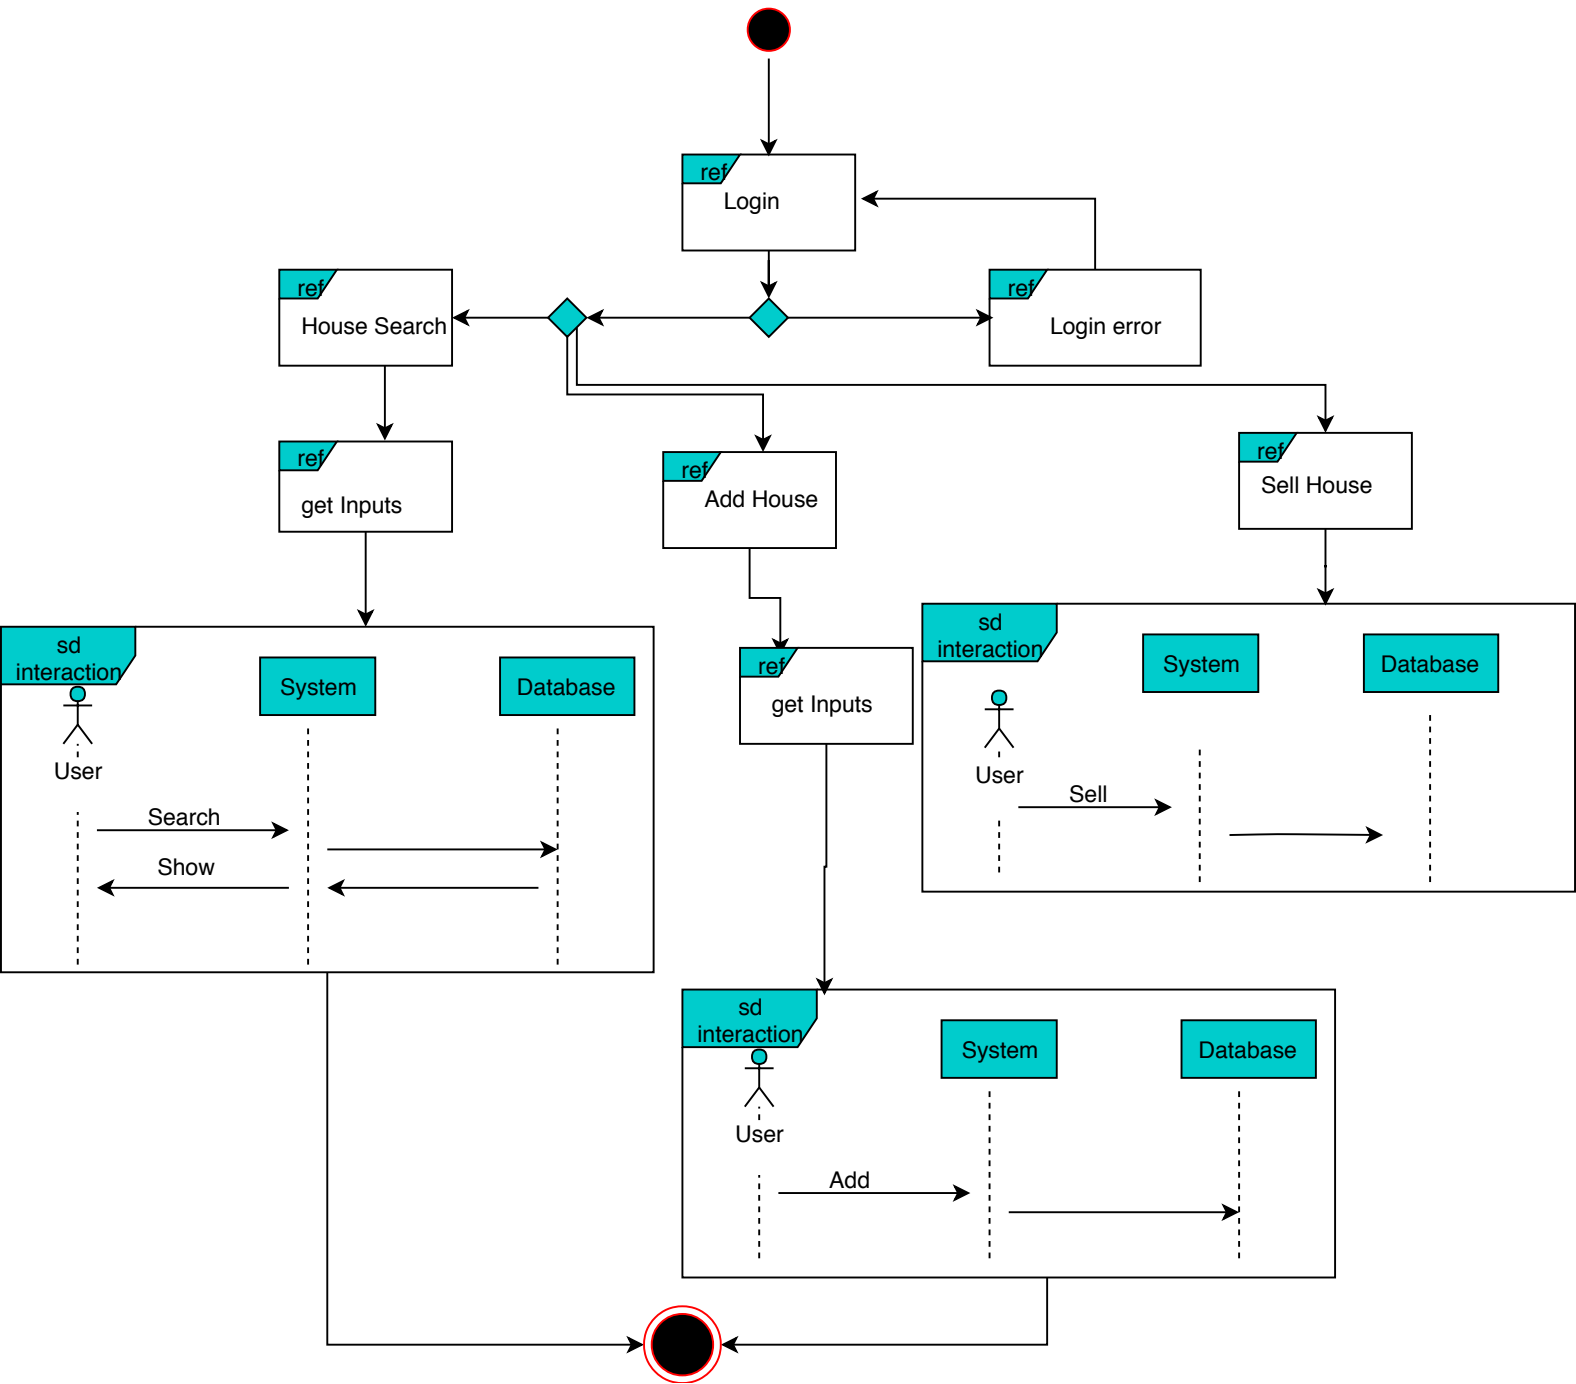 ref
Login
ref
House Search
ref
Login error
ref
get Inputs
ref
Add House
ref
Sell House
sd
interaction
System
Database
User
Search
Show
ref
get Inputs
sd
interaction
System
Database
User
Sell
sd
interaction
System
Database
User
Add